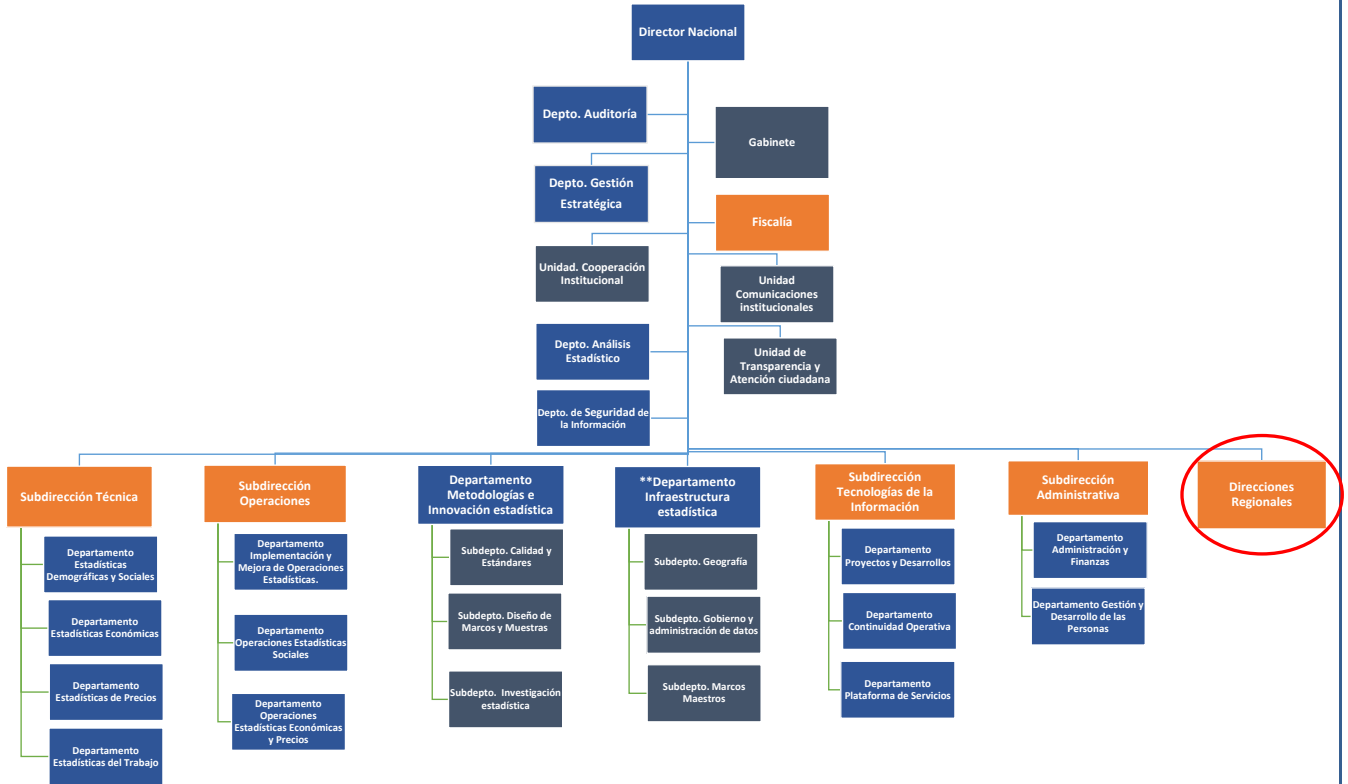 Director Nacional
Depto. Auditoría
Gabinete
Depto. Gestión
Estratégica
Fiscalía
Unidad. Cooperación
Institucional
Unidad
Comunicaciones
institucionales
Depto. Análisis
Estadístico
Unidad de
Transparencia y
Atención ciudadana
Depto. de Seguridad de
la Información
Subdirección Técnica
Departamento
Estadísticas
Demográficas y Sociales
Departamento
Estadísticas Económicas
Departamento
Estadísticas de Precios
Departamento
Estadísticas del Trabajo
Subdirección
Operaciones
Departamento
Implementación y
Mejora de Operaciones
Estadísticas.
Departamento
Operaciones Estadísticas
Sociales
Departamento
Operaciones
Estadísticas Económicas
y Precios
Departamento
Metodologías e
Innovación estadística
Subdepto. Calidad y
Estándares
Subdepto. Diseño de
Marcos y Muestras
Subdepto. Investigación
estadística
**Departamento
Infraestructura
estadística
Subdepto. Geografía
Subdepto. Gobierno y
administración de datos
Subdepto. Marcos
Maestros
Subdirección
Tecnologías de la
Información
Departamento
Proyectos y Desarrollos
Departamento
Continuidad Operativa
Departamento
Plataforma de Servicios
Subdirección
Administrativa
Departamento
Administración y
Finanzas
Departamento Gestión y
Desarrollo de las
Personas
Direcciones
Regionales